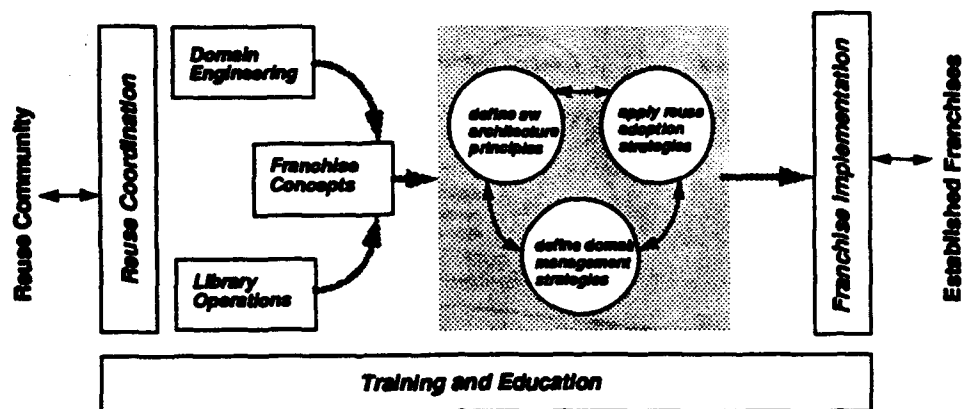 Reuse Community
Reuse Coordination
Domain
Engineering
Franchise
Concepts
Library
Operations
define sw
architecture
principles
apply reuse
adoption
strategies
define domain
management
strategies
Franchise Implementation
Established Franchises
Training and Education